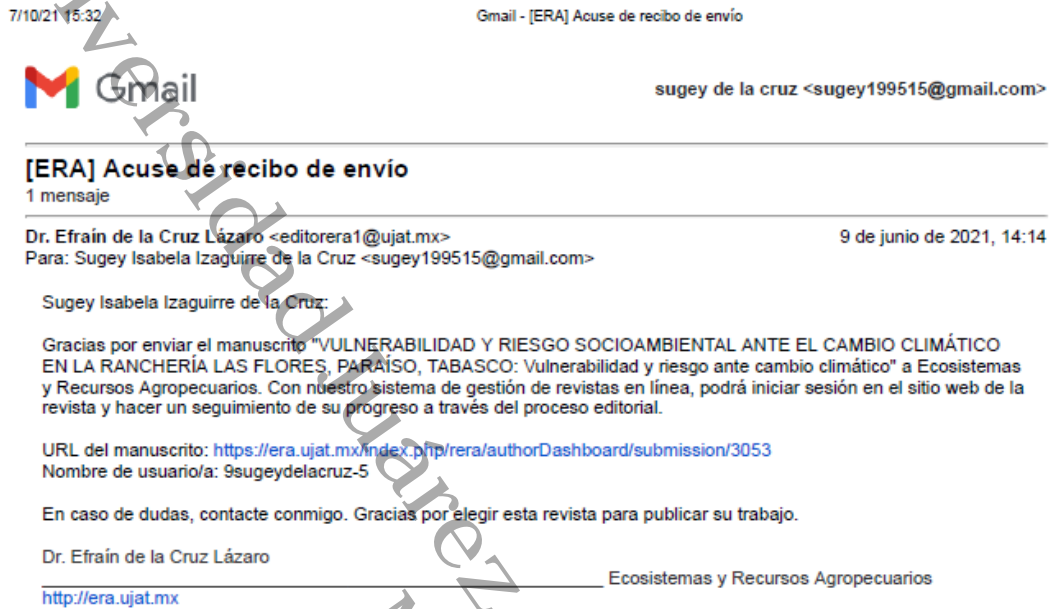 7/10/21 15:32
Gmail - [ERA] Acuse de recibo de envío
Gmail
sugey de la cruz <sugey199515@gmail.com>
[ERA] Acuse de recibo de envío
1 mensaje
Dr. Efraín de la Cruz Lázaro <editorera1@ujat.mx>
9 de junio de 2021, 14:14
Para: Sugey Isabela Izaguirre de la Cruz <sugey199515@gmail.com>
Sugey Isabela Izaguirre de la Cruz:
Gracias por enviar el manuscrito "VULNERABILIDAD Y RIESGO SOCIOAMBIENTAL ANTE EL CAMBIO CLIMÁTICO
EN LA RANCHERÍA LAS FLORES, PARAÍSO, TABASCO: Vulnerabilidad y riesgo ante cambio climático" a Ecosistemas
y Recursos Agropecuarios. Con nuestro sistema de gestión de revistas en línea, podrá iniciar sesión en el sitio web de la
revista y hacer un seguimiento de su progreso a través del proceso editorial.
URL del manuscrito: https://era.ujat.mx/index.php/rera/authorDashboard/submission/3053
Nombre de usuario/a: 9sugeydelacruz-5
En caso de dudas, contacte conmigo. Gracias por elegir esta revista para publicar su trabajo.
Dr. Efraín de la Cruz Lázaro
Ecosistemas y Recursos Agropecuarios
http://era.ujat.mx
versidad Juárez